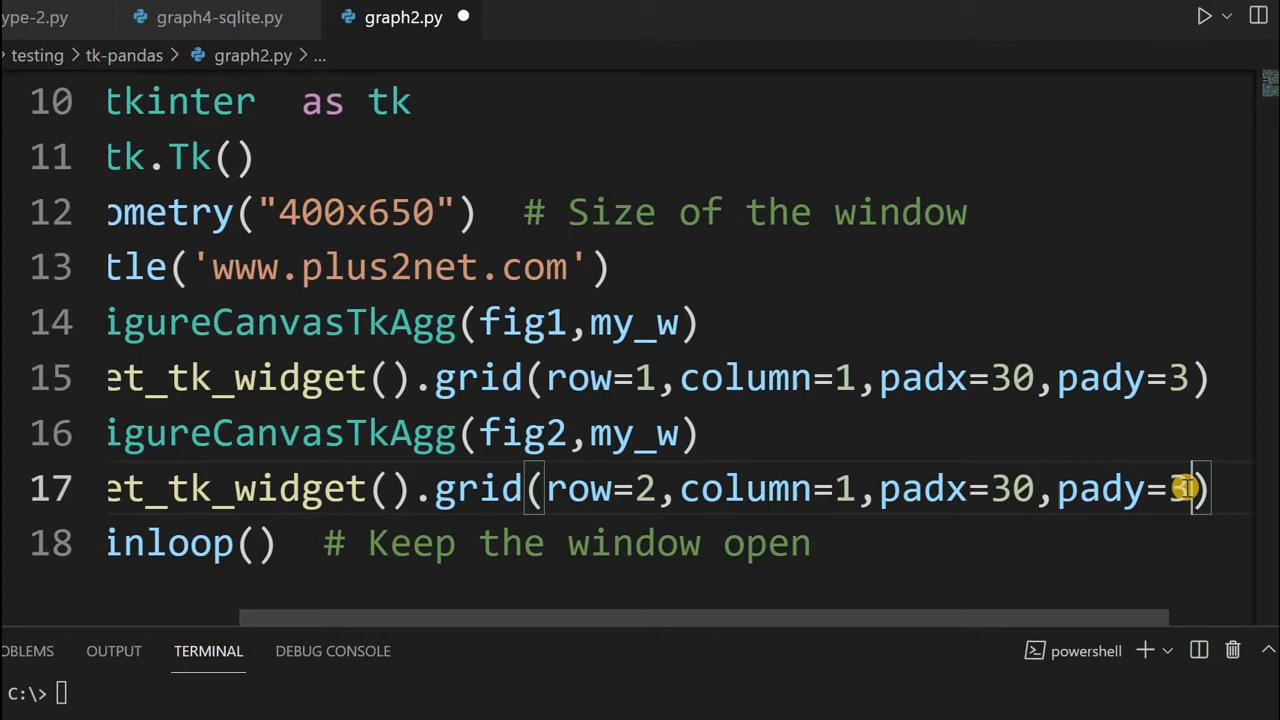 ype-2.py graph4-sqlite.py graph2.py
testing > tk-pandas > graph2.py > ...
10 tkinter  as tk
11 tk.Tk()
12 ometry("400x650")  # Size of the window
13 tle('www.plus2net.com')
14 igureCanvasTkAgg(fig1,my_w)
15 et_tk_widget().grid(row=1,column=1,padx=30,pady=3)
16 igureCanvasTkAgg(fig2,my_w)
17 et_tk_widget().grid(row=2,column=1,padx=30,pady=3)
18 inloop()  # Keep the window open
OBLEMS OUTPUT TERMINAL DEBUG CONSOLE powershell
C:\>